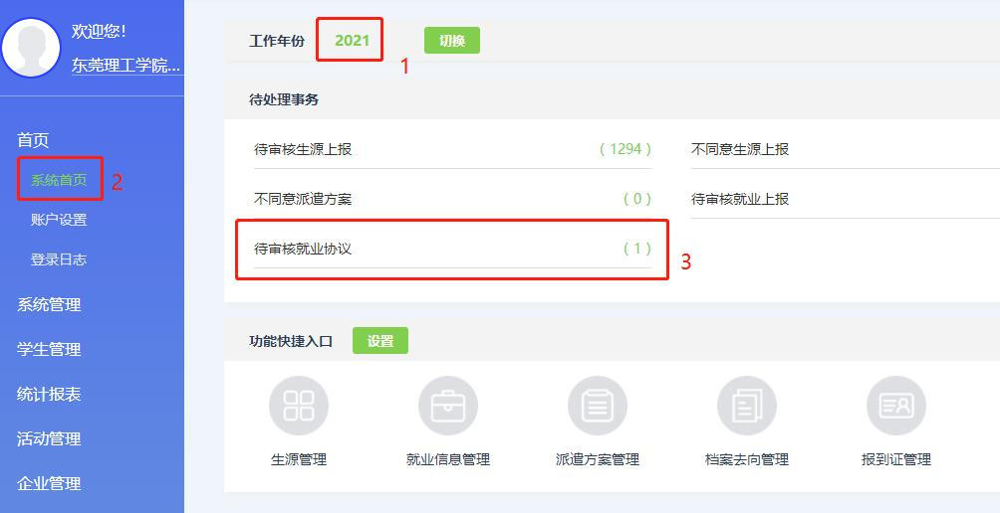 欢迎您!
东莞理工学院...
首页
系统首页
2
账户设置
登录日志
系统管理
学生管理
统计报表
活动管理
企业管理
工作年份 2021 切换
1
待处理事务
待审核生源上报 ( 1294 ) 不同意生源上报
不同意派遣方案 ( 0 ) 待审核就业上报
待审核就业协议 ( 1 )
3
功能快捷入口 设置
生源管理 就业信息管理 派遣方案管理 档案去向管理 报到证管理